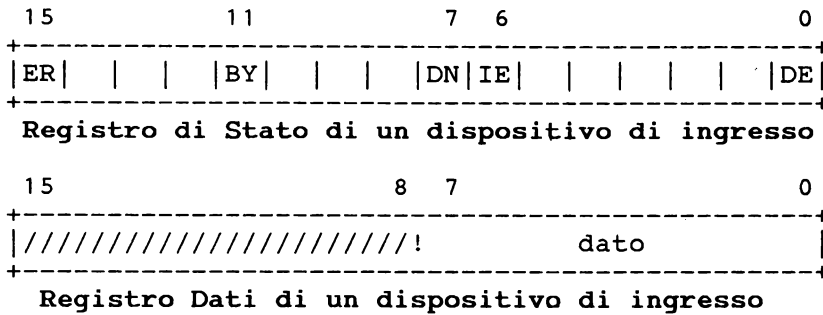 15 11 7 6 0
+---------------------------------------------------+
|ER| | | |BY| | | |DN|IE| | | | | |DE|
+---------------------------------------------------+
Registro di Stato di un dispositivo di ingresso
15 8 7 0
+---------------------------------------------------+
|///////////////////////! dato |
+---------------------------------------------------+
Registro Dati di un dispositivo di ingresso